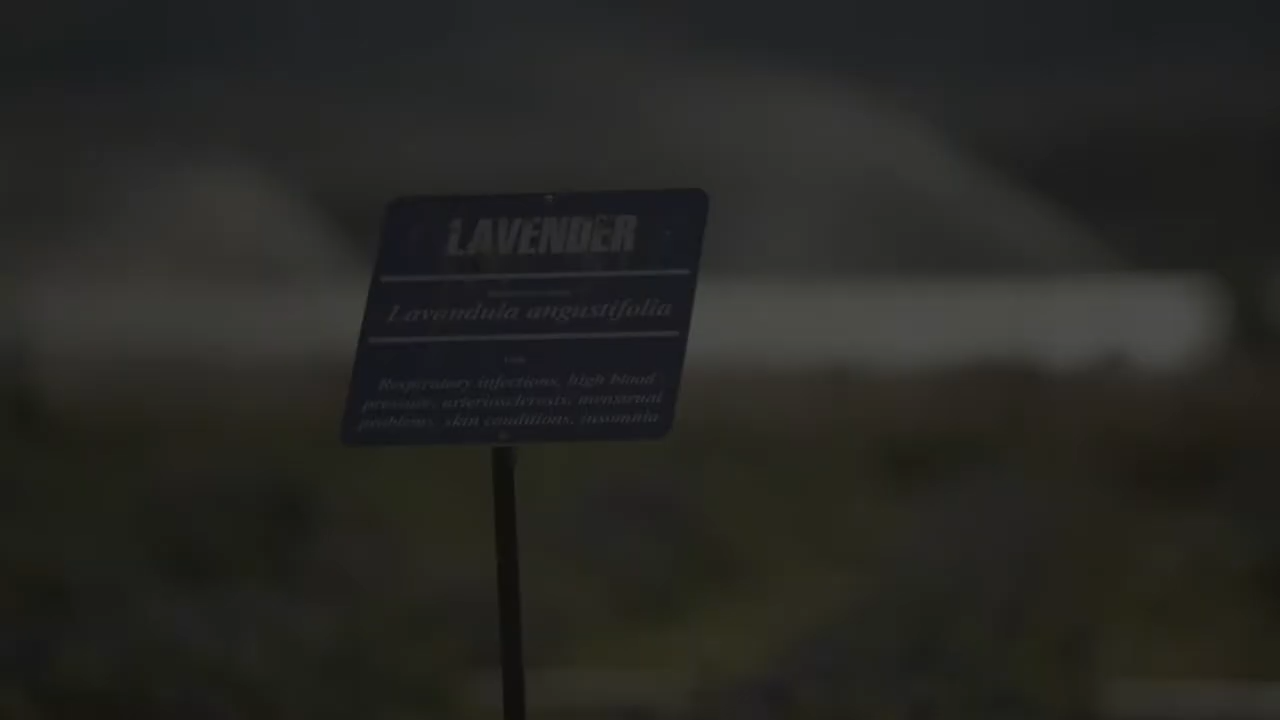 LAVENDER
Lavendula angustifolia
Respiratory infections, high blood
pressure, arteriosclerosis, menstrual
problems, skin conditions, insomnia